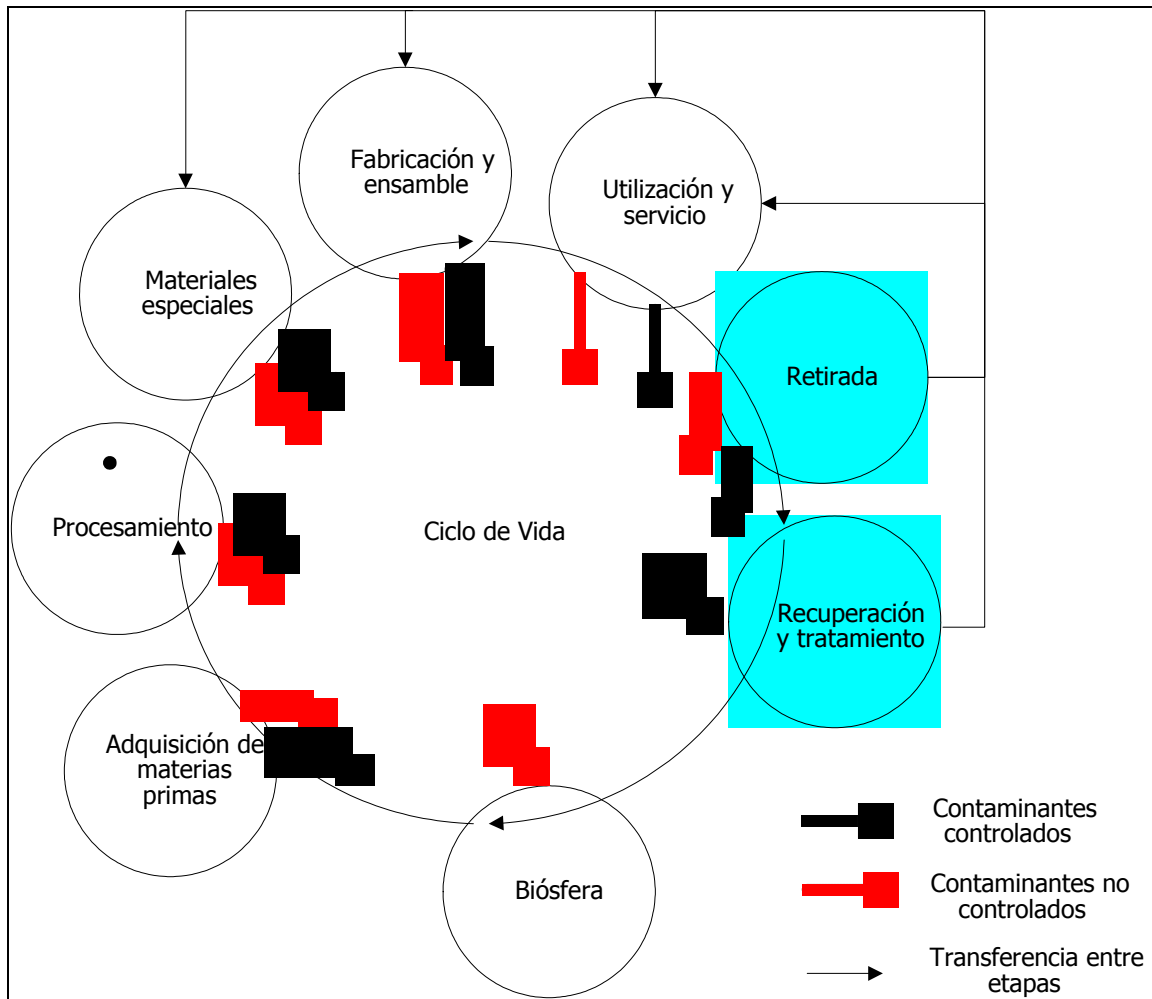 Fabricación y
ensamble
Utilización y
servicio
Materiales
especiales
Retirada
Procesamiento
Ciclo de Vida
Recuperación
y tratamiento
Adquisición de
materias
primas
Biósfera
Contaminantes
controlados
Contaminantes no
controlados
Transferencia entre
etapas